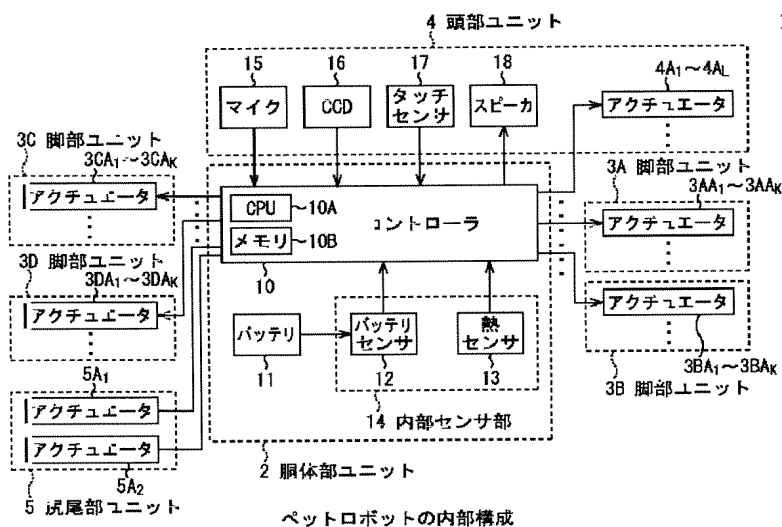 4 頭部ユニット
15
16
17
18
4A1~4AL
マイク
CCD
タッチ
センサ
スピーカ
アクチュエータ
3C 脚部ユニット
3CA1~3CAK
アクチュエータ
3A 脚部ユニット
3AA1~3AAK
アクチュエータ
CPU
10A
メモリ
10B
コントローラ
10
3D 脚部ユニット
3DA1~3DAK
アクチュエータ
アクチュエータ
3BA1~3BAK
3B 脚部ユニット
バッテリ
11
バッテリ
センサ
12
熱
センサ
13
14 内部センサ部
5A1
アクチュエータ
アクチュエータ
5A2
5 尻尾部ユニット
2 胴体部ユニット
ペットロボットの内部構成